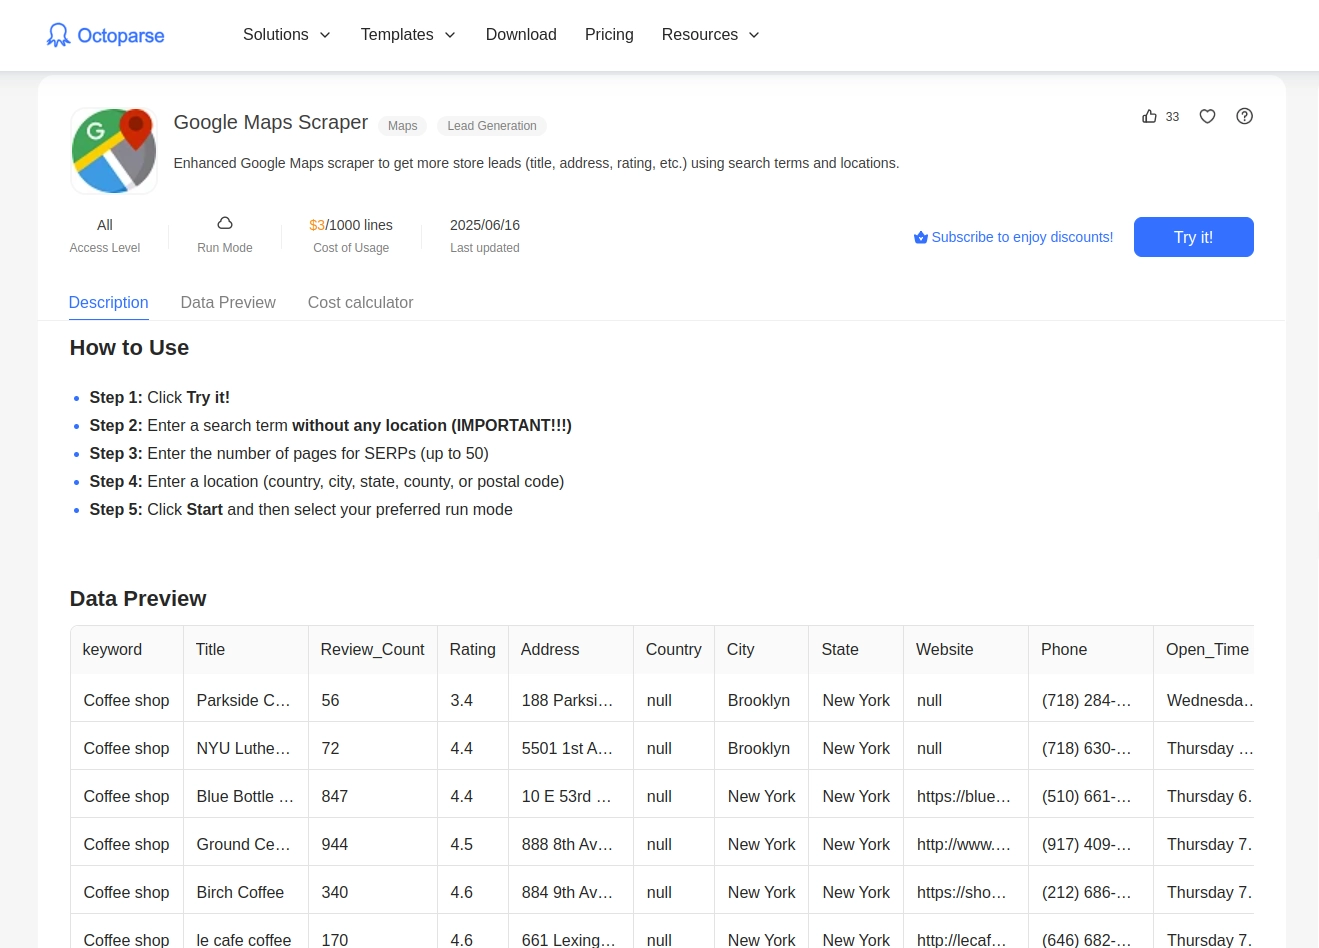 Octoparse Solutions Templates Download Pricing Resources
Google Maps Scraper Maps Lead Generation 33
Enhanced Google Maps scraper to get more store leads (title, address, rating, etc.) using search terms and locations.
All $3/1000 lines 2025/06/16
Access Level Run Mode Cost of Usage Last updated
Subscribe to enjoy discounts! Try it!
Description Data Preview Cost calculator
How to Use
Step 1: Click Try it!
Step 2: Enter a search term without any location (IMPORTANT!!!)
Step 3: Enter the number of pages for SERPs (up to 50)
Step 4: Enter a location (country, city, state, county, or postal code)
Step 5: Click Start and then select your preferred run mode
Data Preview
keyword Title Review_Count Rating Address Country City State Website Phone Open_Time
Coffee shop Parkside C… 56 3.4 188 Parksi… null Brooklyn New York null (718) 284-… Wednesda…
Coffee shop NYU Luthe… 72 4.4 5501 1st A… null Brooklyn New York null (718) 630-… Thursday …
Coffee shop Blue Bottle … 847 4.4 10 E 53rd … null New York New York https://blue… (510) 661-… Thursday 6…
Coffee shop Ground Ce… 944 4.5 888 8th Av… null New York New York http://www.… (917) 409-… Thursday 7…
Coffee shop Birch Coffee 340 4.6 884 9th Av… null New York New York https://sho… (212) 686-… Thursday 7…
Coffee shop le cafe coffee 170 4.6 661 Lexing… null New York New York http://lecaf… (646) 682-… Thursday 7…